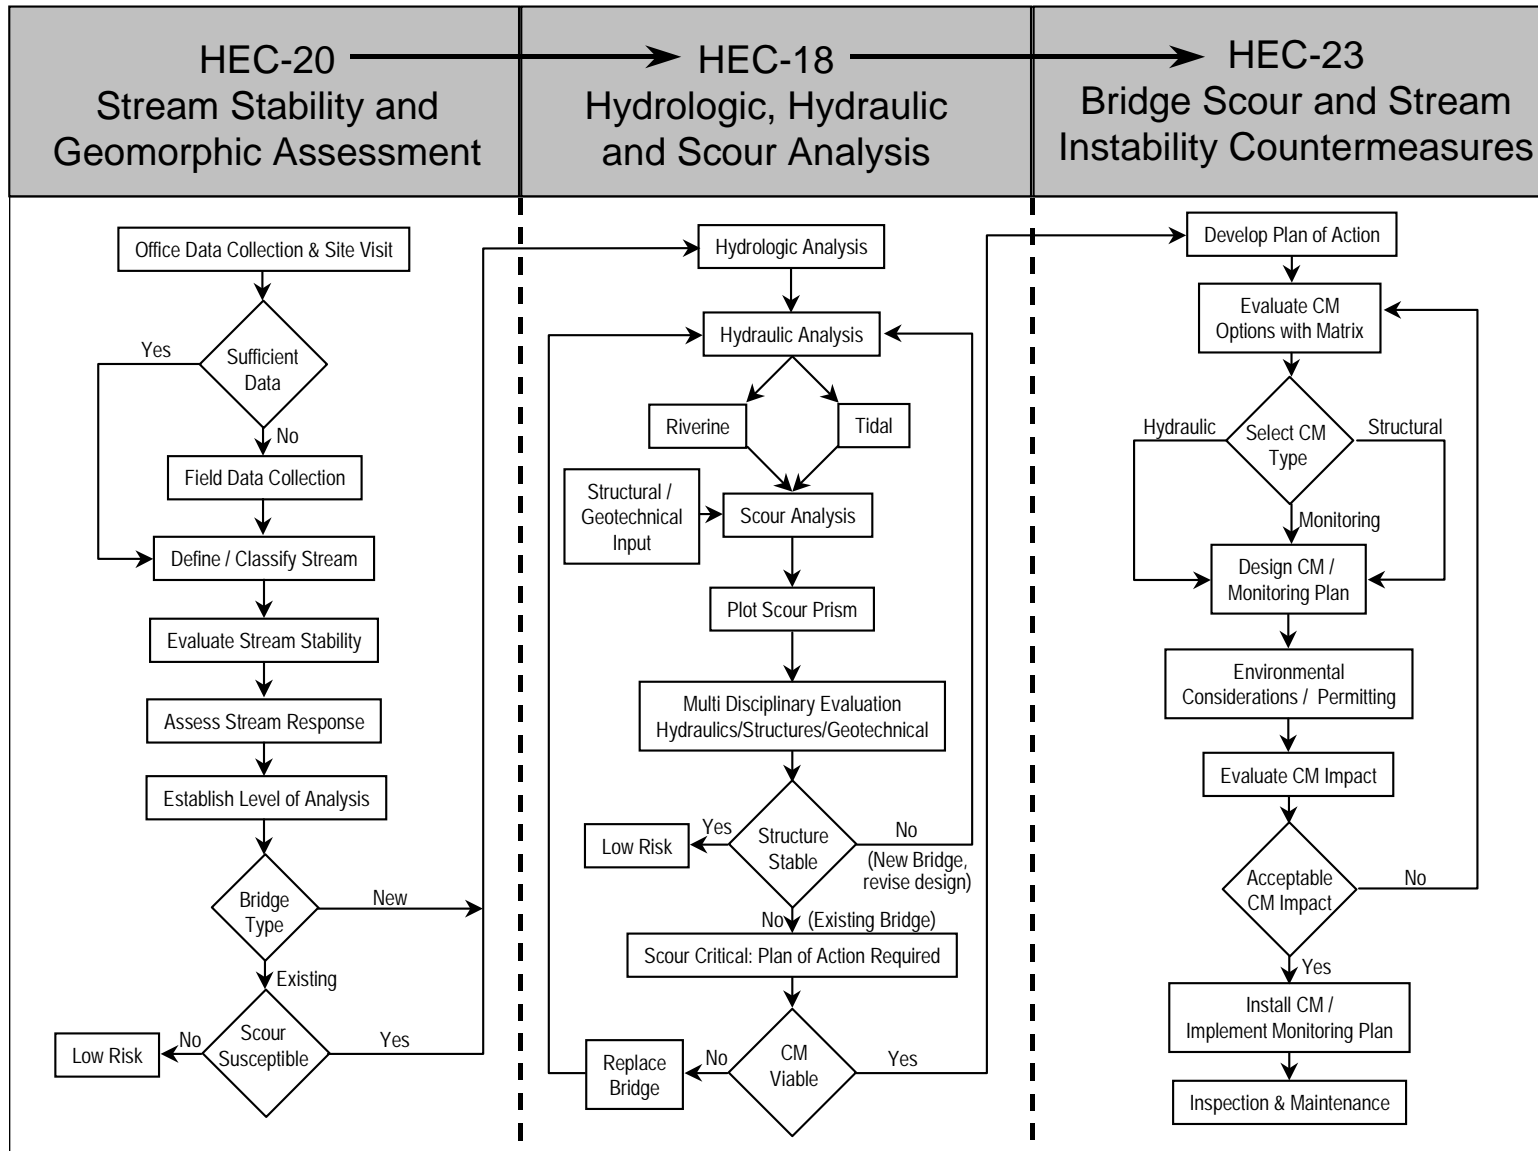 HEC-20
Stream Stability and
Geomorphic Assessment
HEC-18
Hydrologic, Hydraulic
and Scour Analysis
HEC-23
Bridge Scour and Stream
Instability Countermeasures
Office Data Collection & Site Visit
Sufficient
Data
Yes
No
Field Data Collection
Define / Classify Stream
Evaluate Stream Stability
Assess Stream Response
Establish Level of Analysis
Bridge
Type
New
Existing
Scour
Susceptible
No
Low Risk
Yes
Hydrologic Analysis
Hydraulic Analysis
Riverine
Tidal
Structural /
Geotechnical
Input
Scour Analysis
Plot Scour Prism
Multi Disciplinary Evaluation
Hydraulics/Structures/Geotechnical
Structure
Stable
Yes
Low Risk
No
(New Bridge,
revise design)
No (Existing Bridge)
Scour Critical: Plan of Action Required
CM
Viable
No
Replace
Bridge
Yes
Develop Plan of Action
Evaluate CM
Options with Matrix
Select CM
Type
Hydraulic
Structural
Monitoring
Design CM /
Monitoring Plan
Environmental
Considerations / Permitting
Evaluate CM Impact
Acceptable
CM Impact
No
Yes
Install CM /
Implement Monitoring Plan
Inspection & Maintenance